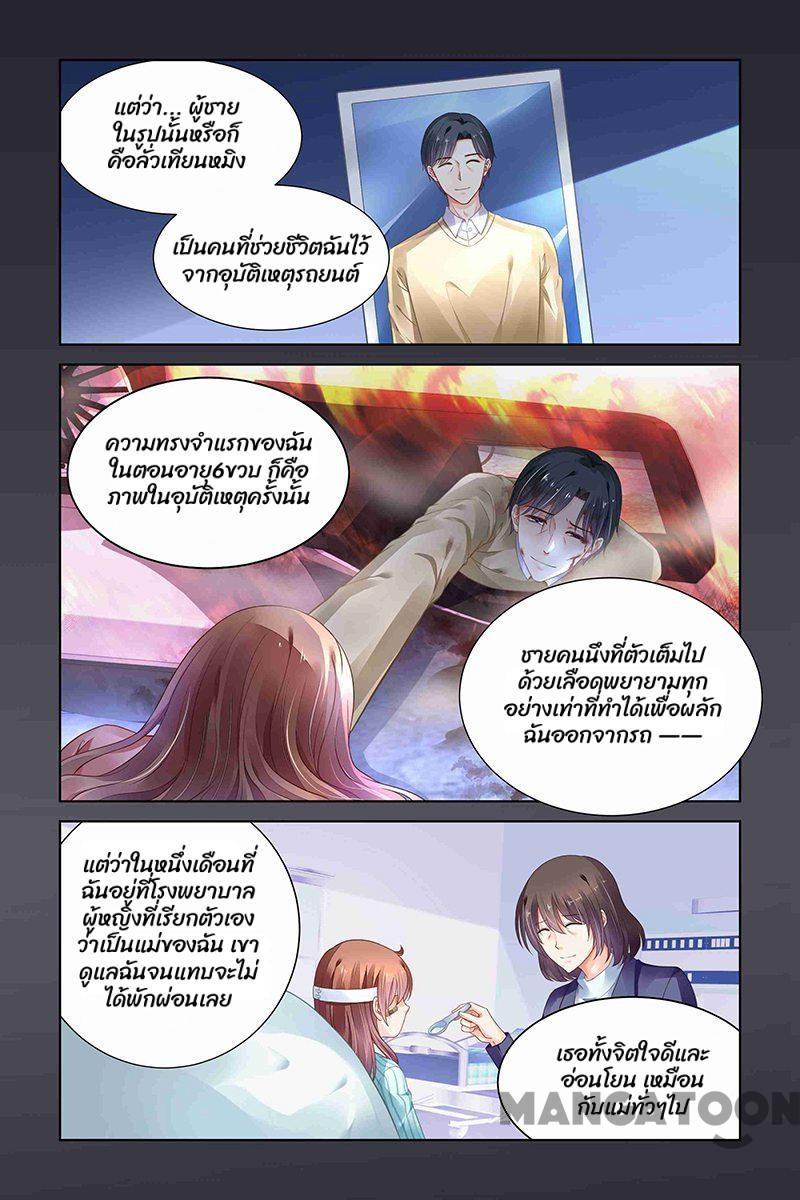 แต่ว่า... ผู้ชาย
ในรูปนั้นหรือก็
คือลั่วเทียนหมิง
เป็นคนที่ช่วยชีวิตฉันไว้
จากอุบัติเหตุรถยนต์
ความทรงจำแรกของฉัน
ในตอนอายุ6ขวบ ก็คือ
ภาพในอุบัติเหตุครั้งนั้น
ชายคนนึงที่ตัวเต็มไป
ด้วยเลือดพยายามทุก
อย่างเท่าที่ทำได้เพื่อผลัก
ฉันออกจากรถ ——
แต่ว่าในหนึ่งเดือนที่
ฉันอยู่ที่โรงพยาบาล
ผู้หญิงที่เรียกตัวเอง
ว่าเป็นแม่ของฉัน เขา
ดูแลฉันจนแทบจะไม่
ได้พักผ่อนเลย
เธอทั้งจิตใจดีและ
อ่อนโยน เหมือน
กับแม่ทั่วๆไป
MANGATOON